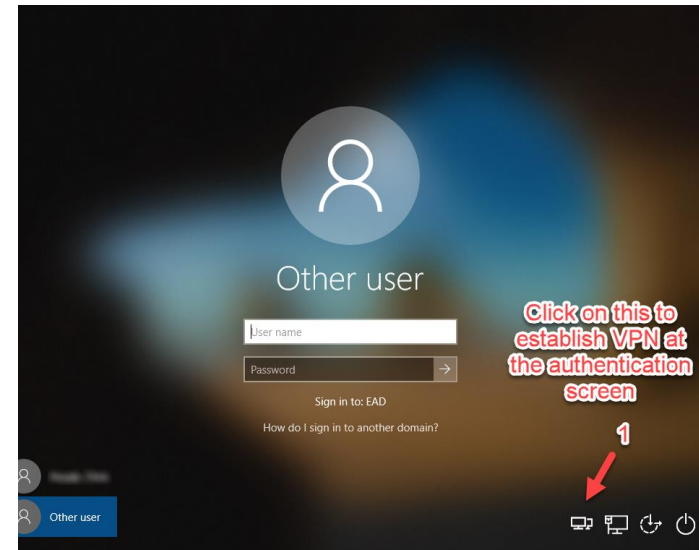 Other user
User name
Password
Sign in to: EAD
How do I sign in to another domain?
Click on this to
establish VPN at
the authentication
screen
1
Other user